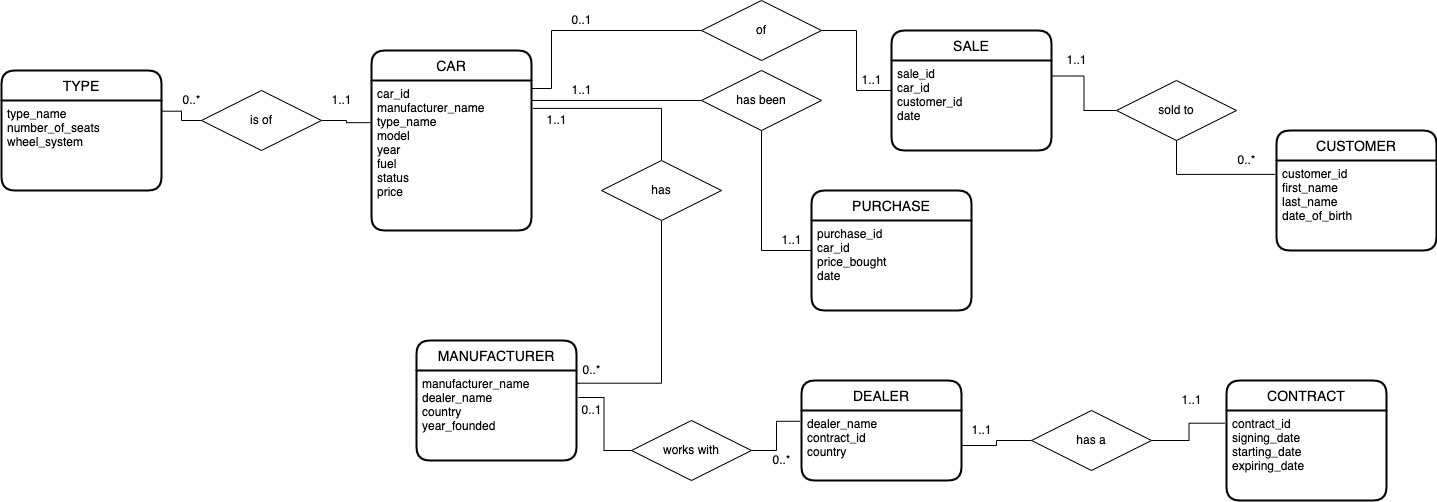 TYPE
type_name
number_of_seats
wheel_system
0..*
is of
1..1
CAR
car_id
manufacturer_name
type_name
model
year
fuel
status
price
0..1
of
1..1
1..1
has been
1..1
1..1
has
0..*
SALE
sale_id
car_id
customer_id
date
1..1
sold to
0..*
CUSTOMER
customer_id
first_name
last_name
date_of_birth
PURCHASE
purchase_id
car_id
price_bought
date
MANUFACTURER
manufacturer_name
dealer_name
country
year_founded
0..1
works with
0..*
DEALER
dealer_name
contract_id
country
1..1
has a
1..1
CONTRACT
contract_id
signing_date
starting_date
expiring_date